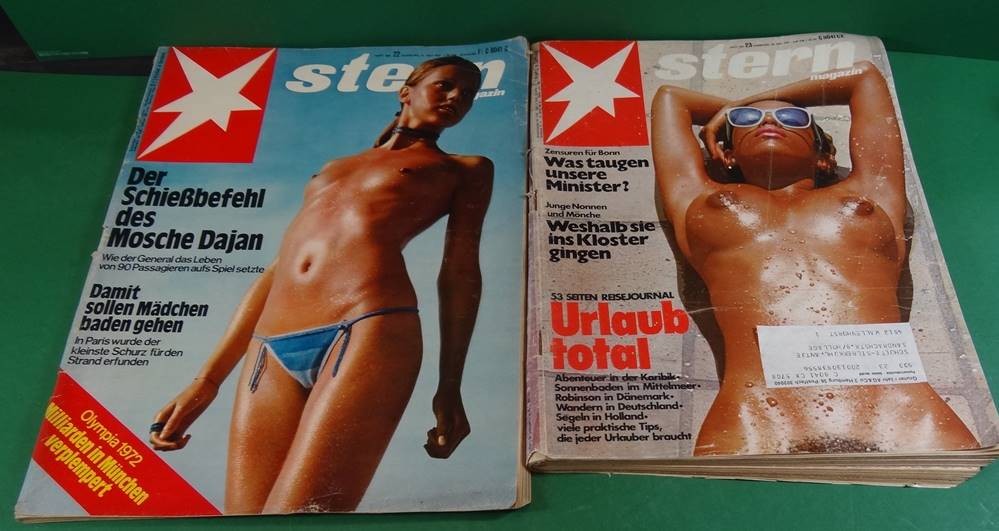 stern
magazin
Der
Schießbefehl
des
Mosche Dajan
Wie der General das Leben
von 90 Passagieren aufs Spiel setzte
Damit
sollen Mädchen
baden gehen
In Paris wurde der
kleinste Schurz für den
Strand erfunden
Olympia 1972
Milliarden in München
verplempert
stern
magazin
Zensuren für Bonn
Was taugen
unsere
Minister?
Junge Nonnen
und Mönche
Weshalb sie
ins Kloster
gingen
53 SEITEN REISEJOURNAL
Urlaub
total
Abenteuer in der Karibik•
Sonnenbaden im Mittelmeer•
Robinson in Dänemark•
Wandern in Deutschland•
Segeln in Holland•
viele praktische Tips,
die jeder Urlauber braucht